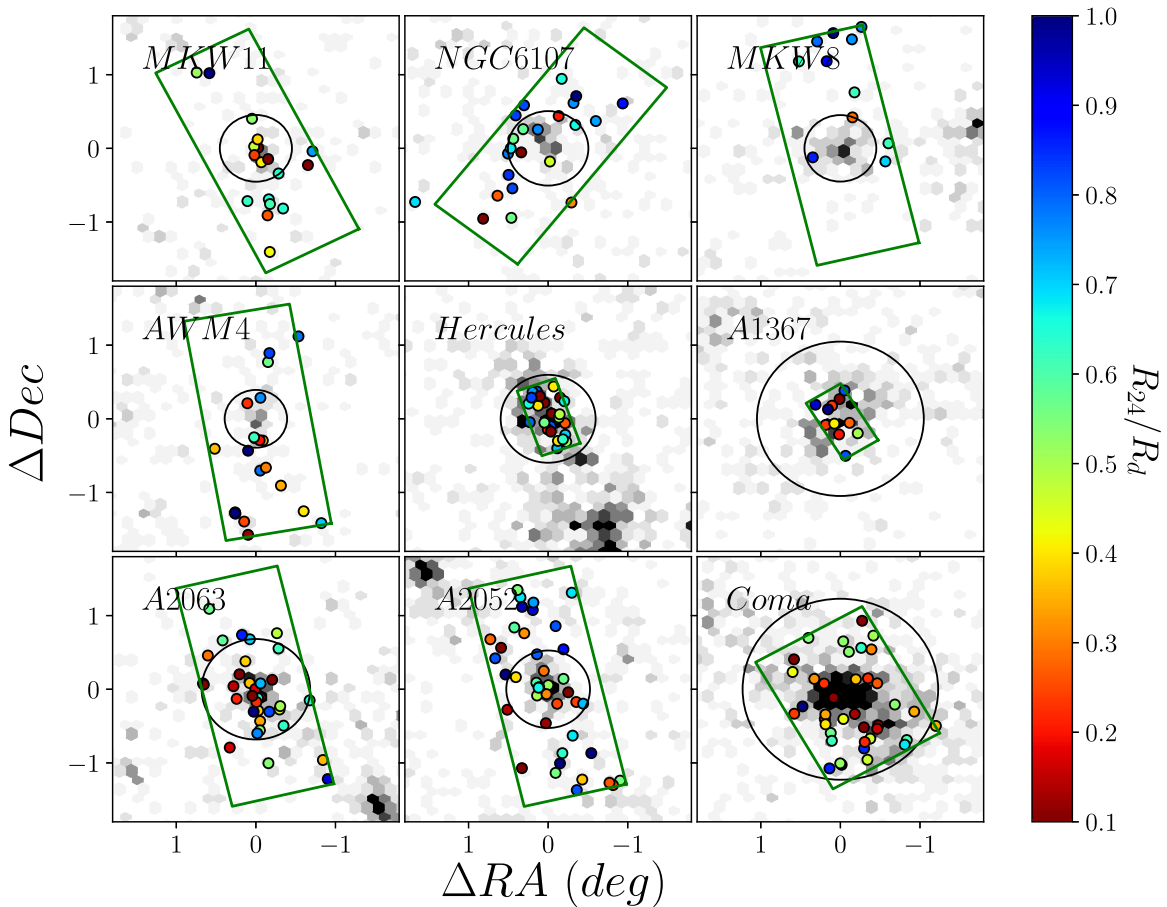 MKW11
NGC6107
MKW8
1
0
−1
AWM4
Hercules
A1367
1
0
−1
A2063
A2052
Coma
1
0
−1
1 0 −1 1 0 −1 1 0 −1
ΔRA (deg)
ΔDec
1.0
0.9
0.8
0.7
0.6
0.5
0.4
0.3
0.2
0.1
R24/Rd